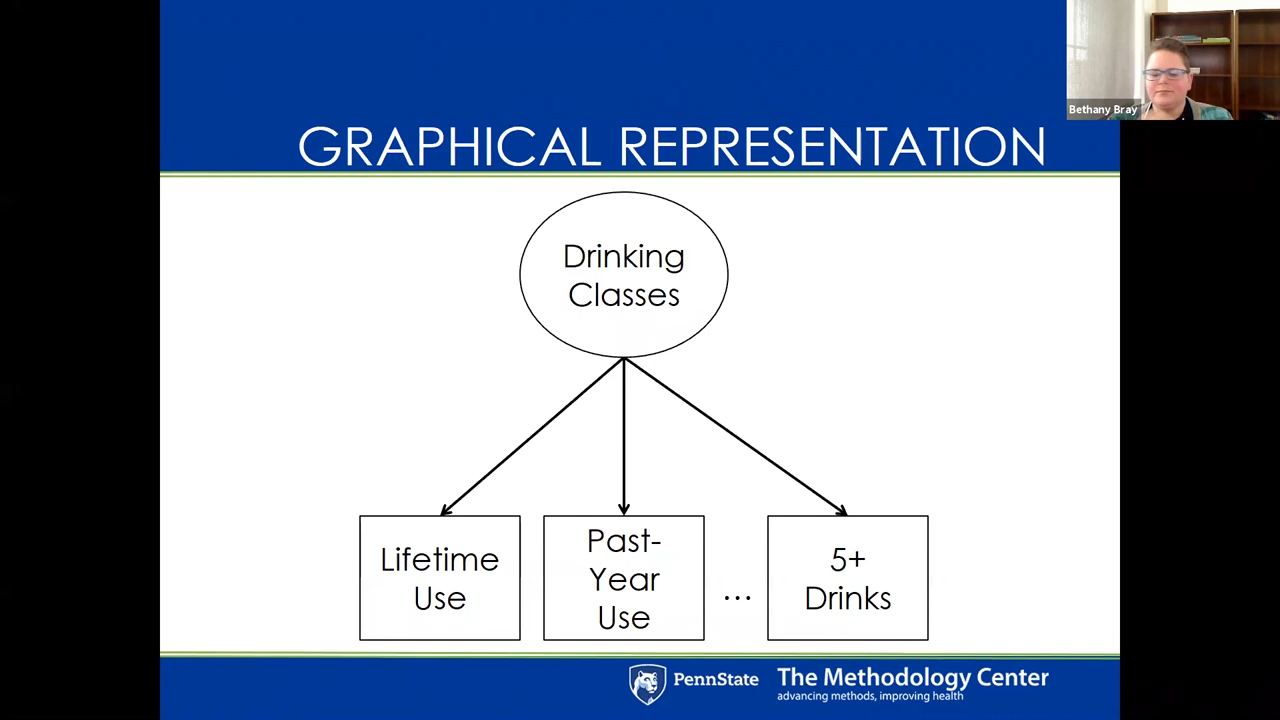 Bethany Bray
GRAPHICAL REPRESENTATION
Drinking
Classes
Lifetime
Use
Past-
Year
Use
...
5+
Drinks
PennState
The Methodology Center
advancing methods, improving health